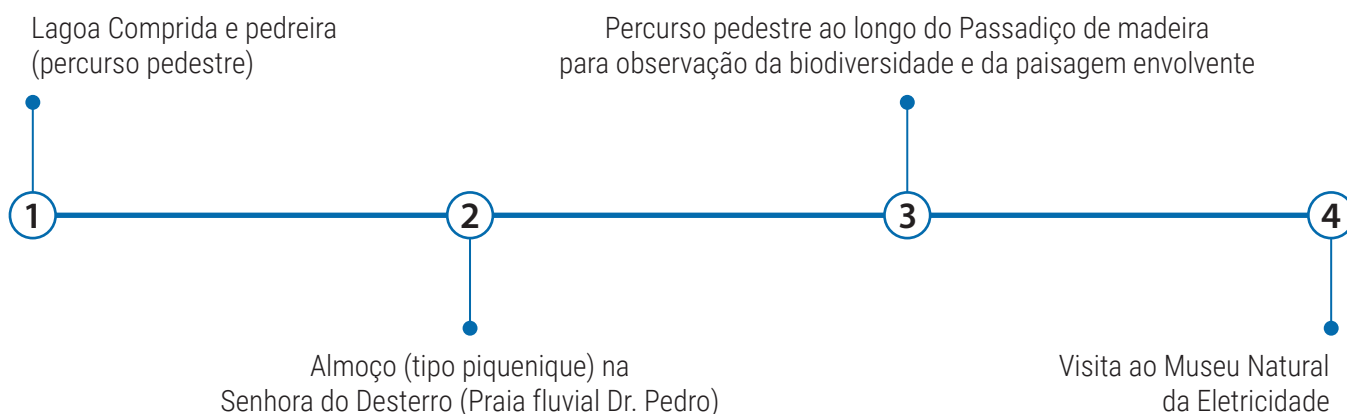 Lagoa Comprida e pedreira
(percurso pedestre)
Percurso pedestre ao longo do Passadiço de madeira
para observação da biodiversidade e da paisagem envolvente
1
2
3
4
Almoço (tipo piquenique) na
Senhora do Desterro (Praia fluvial Dr. Pedro)
Visita ao Museu Natural
da Eletricidade